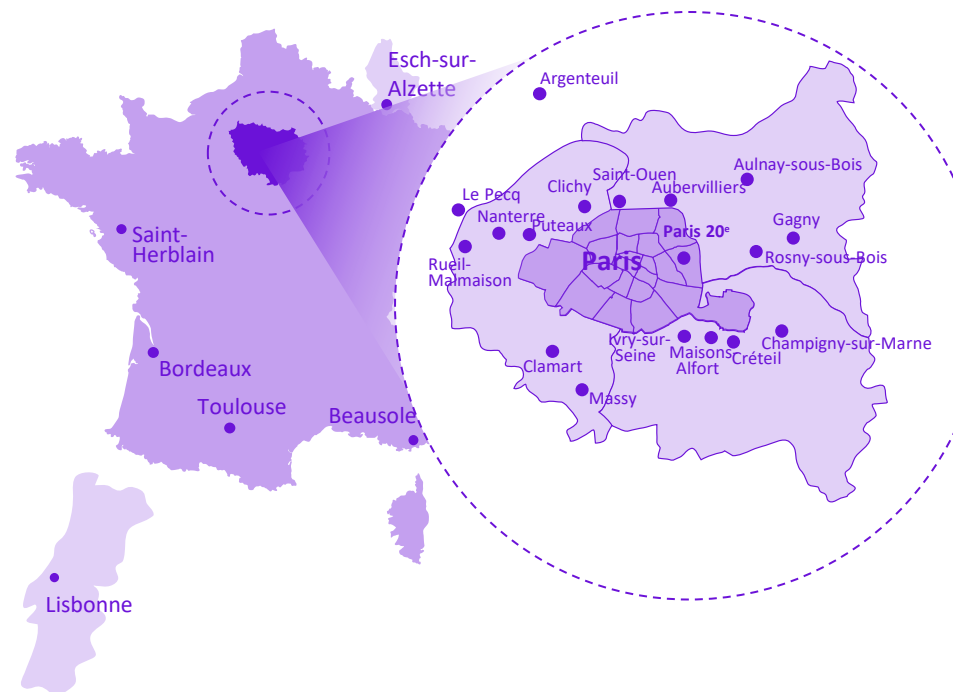 Esch-sur-
Alzette
Argenteuil
Aulnay-sous-Bois
Saint-Ouen
Clichy
Aubervilliers
Le Pecq
Nanterre
Puteaux
Gagny
Paris 20e
Saint-
Herblain
Rueil-
Malmaison
Paris
Rosny-sous-Bois
Ivry-sur-
Seine
Maisons-
Alfort
Créteil
Champigny-sur-Marne
Bordeaux
Clamart
Massy
Toulouse
Beausole
Lisbonne